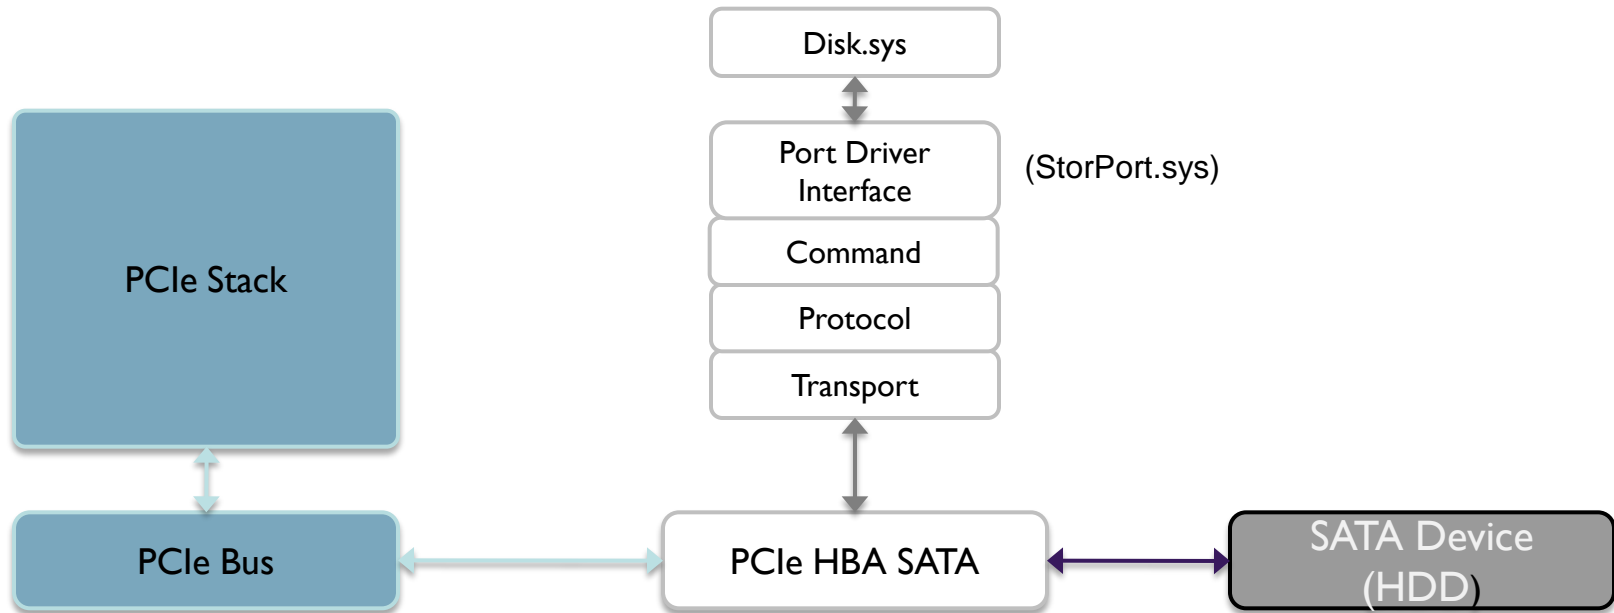 Disk.sys
Port Driver
Interface
(StorPort.sys)
Command
PCIe Stack
Protocol
Transport
PCIe Bus
PCIe HBA SATA
SATA Device
(HDD)